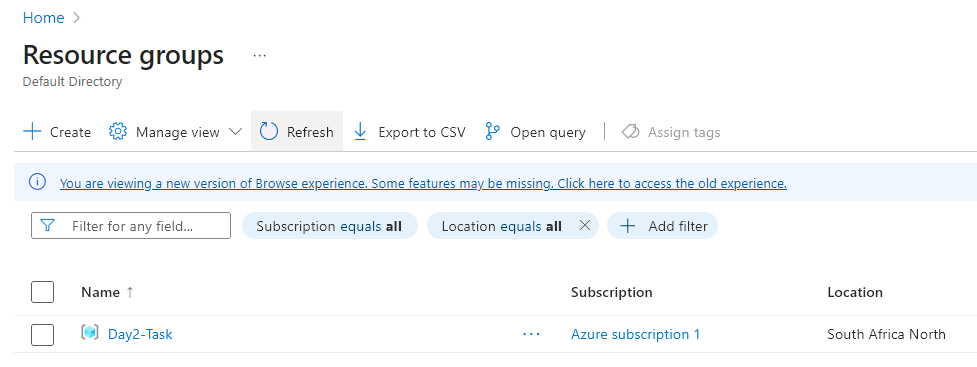 Home
Resource groups ...
Default Directory
Create Manage view Refresh Export to CSV Open query Assign tags
You are viewing a new version of Browse experience. Some features may be missing. Click here to access the old experience.
Filter for any field... Subscription equals all Location equals all Add filter
Name ↑ Subscription Location
Day2-Task ... Azure subscription 1 South Africa North